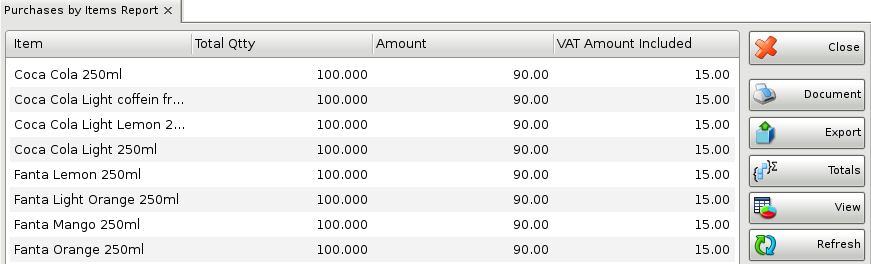 Purchases by Items Report ×
Item Total Qtty Amount VAT Amount Included
Coca Cola 250ml 100.000 90.00 15.00
Coca Cola Light coffein fr... 100.000 90.00 15.00
Coca Cola Light Lemon 2... 100.000 90.00 15.00
Coca Cola Light 250ml 100.000 90.00 15.00
Fanta Lemon 250ml 100.000 90.00 15.00
Fanta Light Orange 250ml 100.000 90.00 15.00
Fanta Mango 250ml 100.000 90.00 15.00
Fanta Orange 250ml 100.000 90.00 15.00
Close
Document
Export
{}Σ Totals
View
Refresh